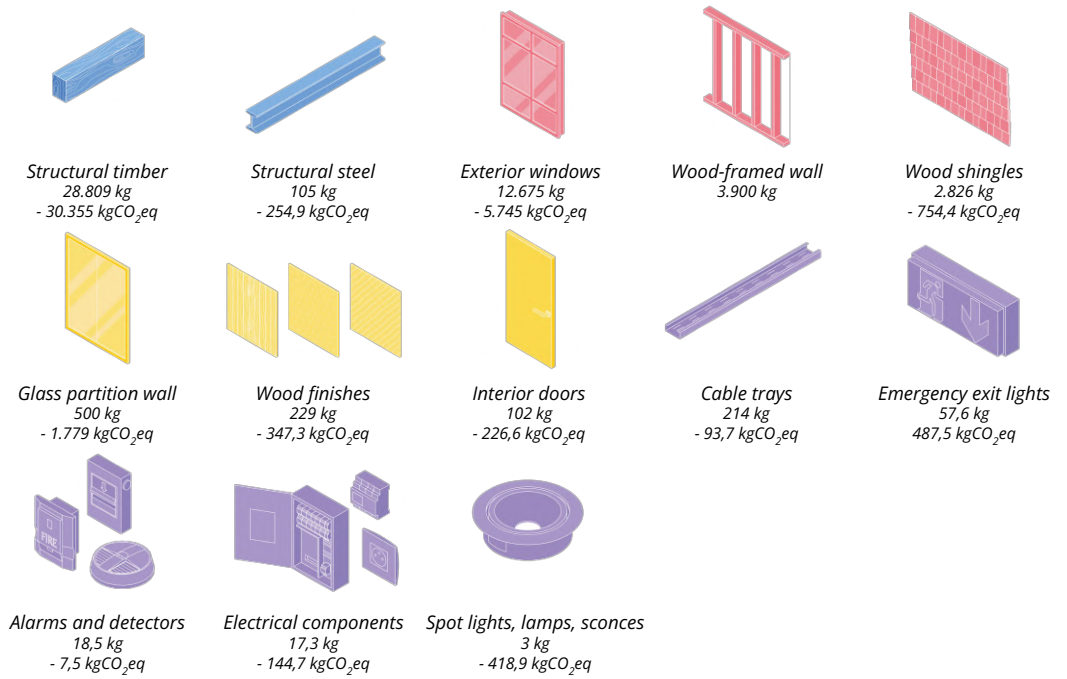 Structural timber
28.809 kg
- 30.355 kgCO₂eq
Structural steel
105 kg
- 254,9 kgCO₂eq
Exterior windows
12.675 kg
- 5.745 kgCO₂eq
Wood-framed wall
3.900 kg
Wood shingles
2.826 kg
- 754,4 kgCO₂eq
Glass partition wall
500 kg
- 1.779 kgCO₂eq
Wood finishes
229 kg
- 347,3 kgCO₂eq
Interior doors
102 kg
- 226,6 kgCO₂eq
Cable trays
214 kg
- 93,7 kgCO₂eq
Emergency exit lights
57,6 kg
487,5 kgCO₂eq
FIRE
Alarms and detectors
18,5 kg
- 7,5 kgCO₂eq
Electrical components
17,3 kg
- 144,7 kgCO₂eq
Spot lights, lamps, sconces
3 kg
- 418,9 kgCO₂eq